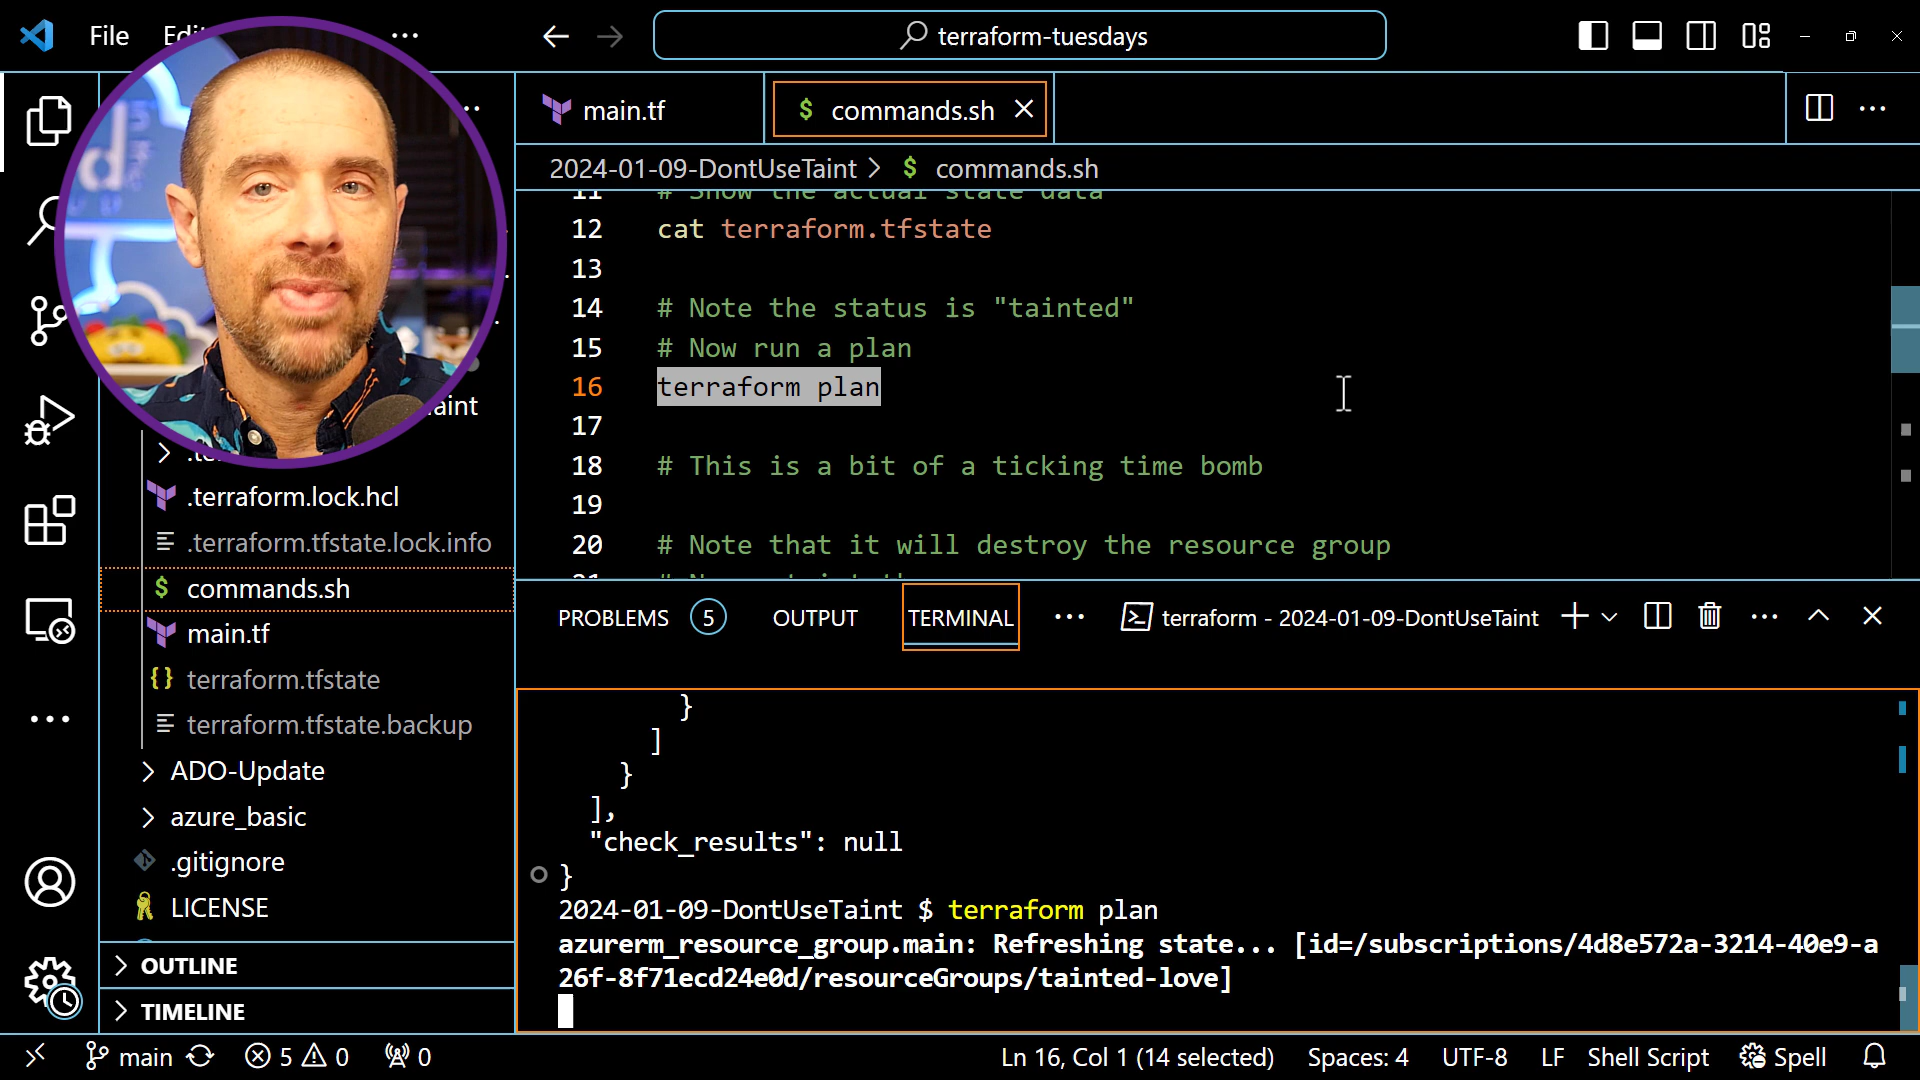 File
terraform-tuesdays
main.tf
$ commands.sh
2024-01-09-DontUseTaint > $ commands.sh
11 # Show the actual state data
12 cat terraform.tfstate
13
14 # Note the status is "tainted"
15 # Now run a plan
16 terraform plan
17
18 # This is a bit of a ticking time bomb
19
20 # Note that it will destroy the resource group
.terraform.lock.hcl
.terraform.tfstate.lock.info
$ commands.sh
main.tf
{} terraform.tfstate
terraform.tfstate.backup
ADO-Update
azure_basic
.gitignore
LICENSE
OUTLINE
TIMELINE
PROBLEMS 5 OUTPUT TERMINAL ... terraform - 2024-01-09-DontUseTaint
}
]
}
],
"check_results": null
}
2024-01-09-DontUseTaint $ terraform plan
azurerm_resource_group.main: Refreshing state... [id=/subscriptions/4d8e572a-3214-40e9-a
26f-8f71ecd24e0d/resourceGroups/tainted-love]
main 5 0 0 Ln 16, Col 1 (14 selected) Spaces: 4 UTF-8 LF Shell Script Spell